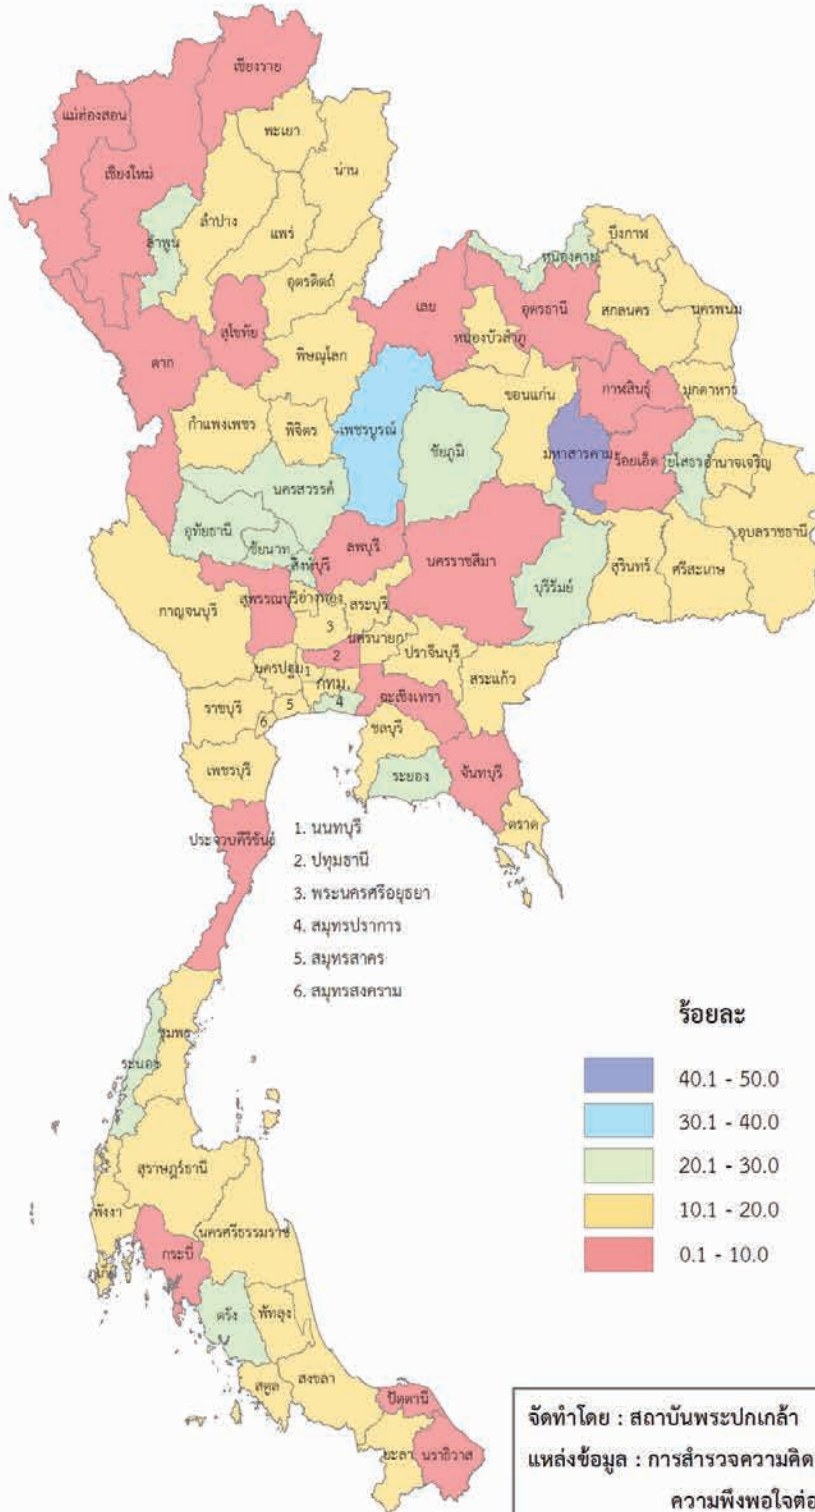 เชียงราย
แม่ฮ่องสอน
พะเยา
เชียงใหม่
น่าน
ลำปาง
แพร่
ลำพูน
บึงกาฬ
หนองคาย
อุตรดิตถ์
เลย
อุดรธานี
สกลนคร
นครพนม
สุโขทัย
หนองบัวลำภู
ตาก
พิษณุโลก
กาฬสินธุ์
มุกดาหาร
ขอนแก่น
กำแพงเพชร
พิจิตร
เพชรบูรณ์
ชัยภูมิ
มหาสารคาม
ร้อยเอ็ด
ยโสธร
อำนาจเจริญ
นครสวรรค์
อุบลราชธานี
อุทัยธานี
ชัยนาท
ลพบุรี
สิงห์บุรี
นครราชสีมา
บุรีรัมย์
สุรินทร์
ศรีสะเกษ
กาญจนบุรี
สุพรรณบุรี
อ่างทอง
สระบุรี
3
นครนายก
2
ปราจีนบุรี
นครปฐม
1
กทม.
สระแก้ว
ราชบุรี
5
4
ฉะเชิงเทรา
6
ชลบุรี
เพชรบุรี
ระยอง
จันทบุรี
ตราด
ประจวบคีรีขันธ์
1. นนทบุรี
2. ปทุมธานี
3. พระนครศรีอยุธยา
4. สมุทรปราการ
5. สมุทรสาคร
6. สมุทรสงคราม
ชุมพร
ระนอง
สุราษฎร์ธานี
พังงา
นครศรีธรรมราช
กระบี่
ภูเก็ต
ตรัง
พัทลุง
สตูล
สงขลา
ปัตตานี
ยะลา
นราธิวาส
ร้อยละ
40.1 - 50.0
30.1 - 40.0
20.1 - 30.0
10.1 - 20.0
0.1 - 10.0
จัดทำโดย : สถาบันพระปกเกล้า
แหล่งข้อมูล : การสำรวจความคิด
ความพึงพอใจต่อ